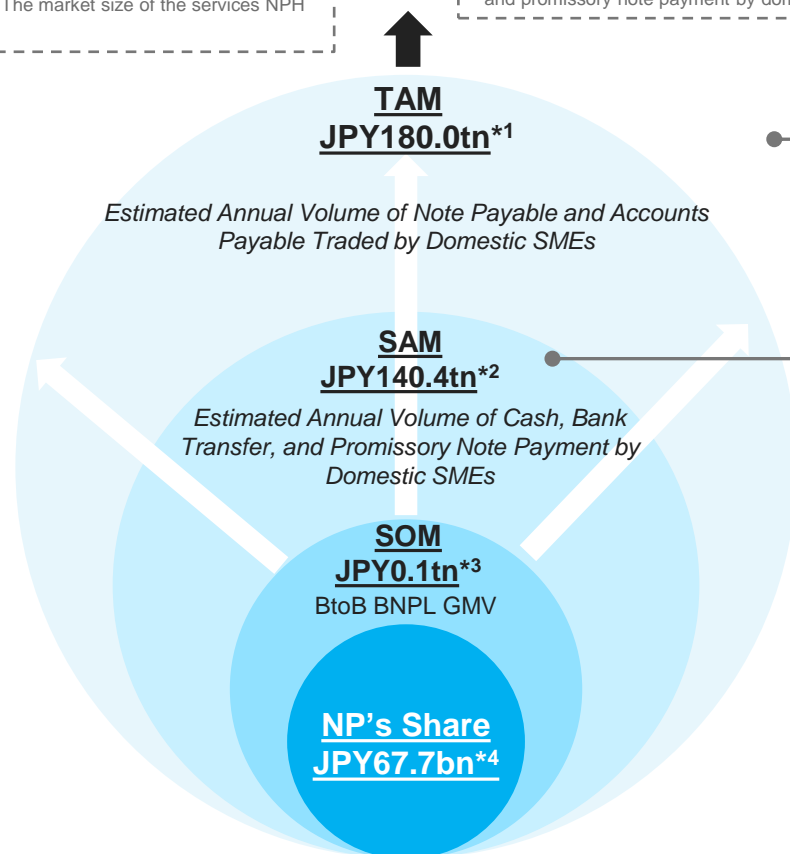 The market size of the services NPH
and promissory note payment by dom
TAM
JPY180.0tn*1
Estimated Annual Volume of Note Payable and Accounts
Payable Traded by Domestic SMEs
SAM
JPY140.4tn*2
Estimated Annual Volume of Cash, Bank
Transfer, and Promissory Note Payment by
Domestic SMEs
SOM
JPY0.1tn*3
BtoB BNPL GMV
NP's Share
JPY67.7bn*4